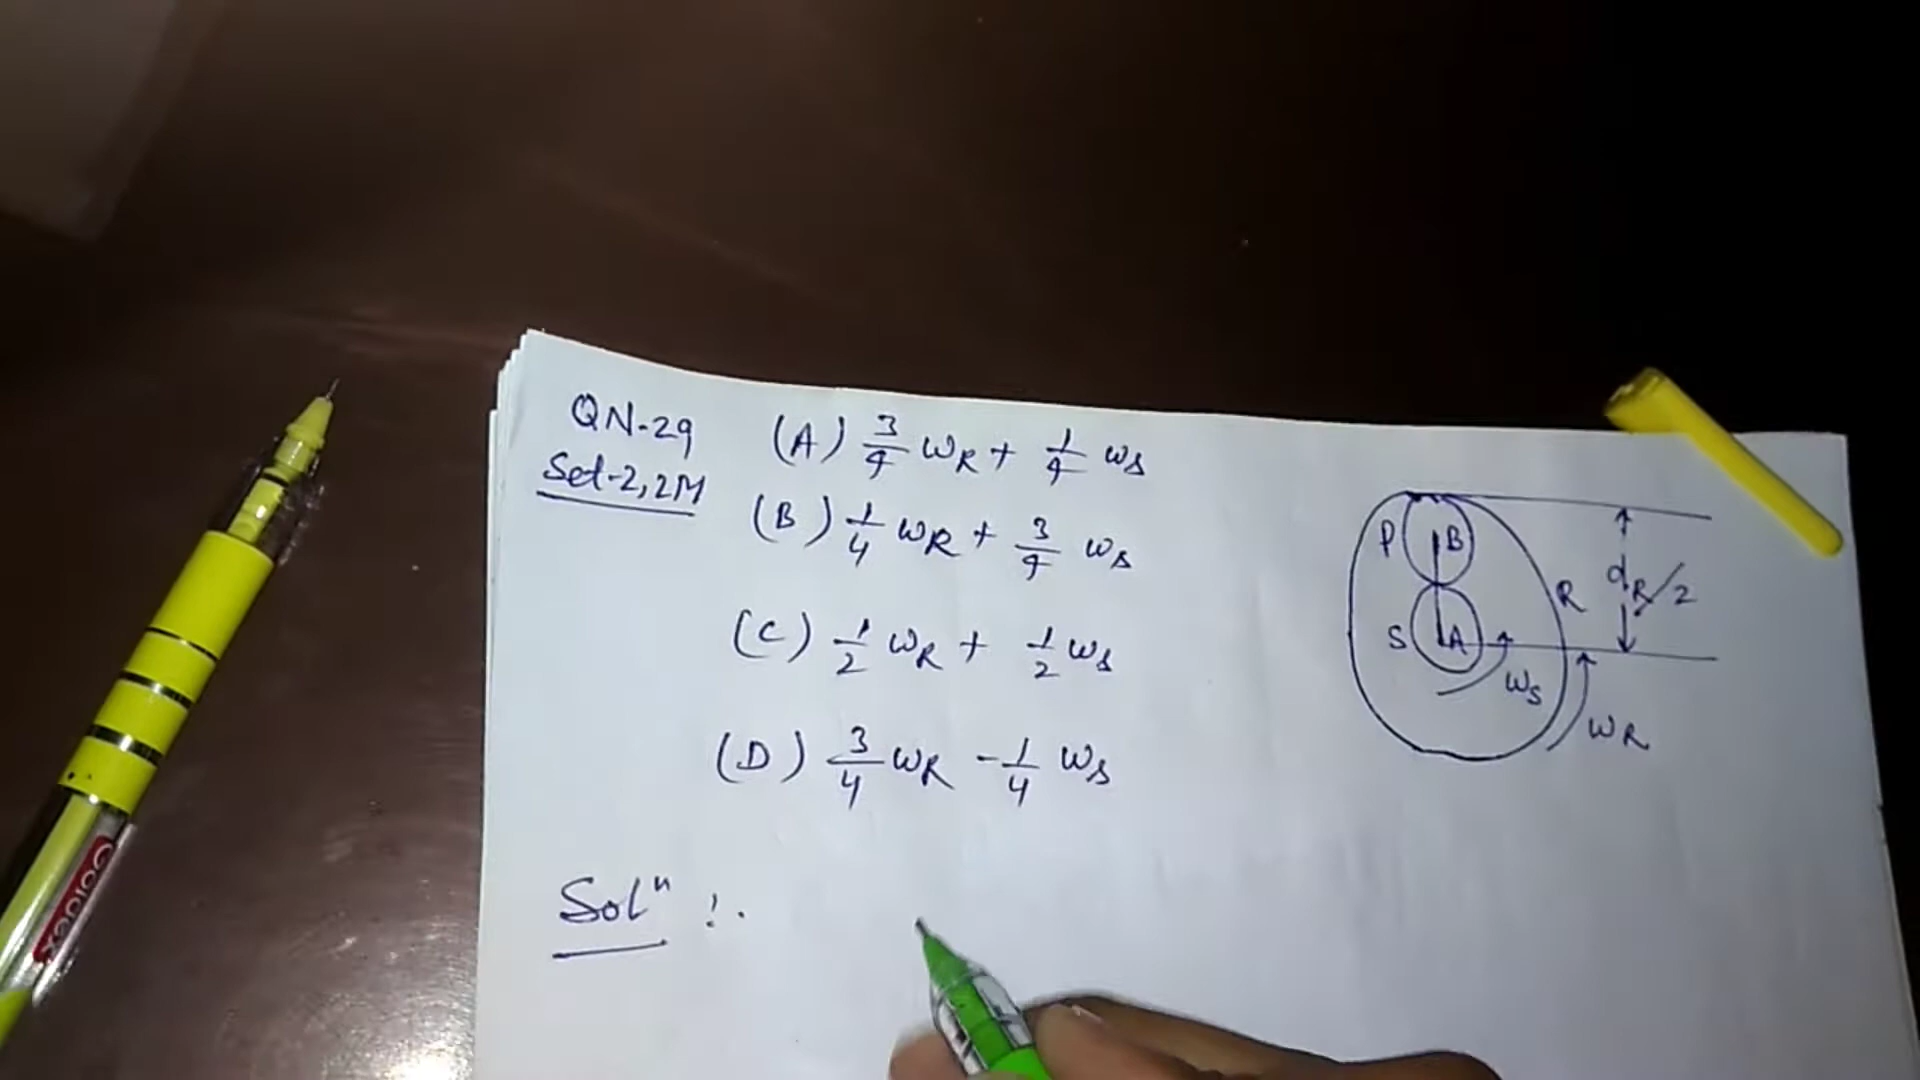 QN-29
Set-2, 2M
(A) 3/4 ωR + 1/4 ωs
(B) 1/4 ωR + 3/4 ωs
(C) 1/2 ωR + 1/2 ωs
(D) 3/4 ωR - 1/4 ωs
P
B
R
dR/2
S
A
ωS
ωR
Solⁿ :.
Goldex